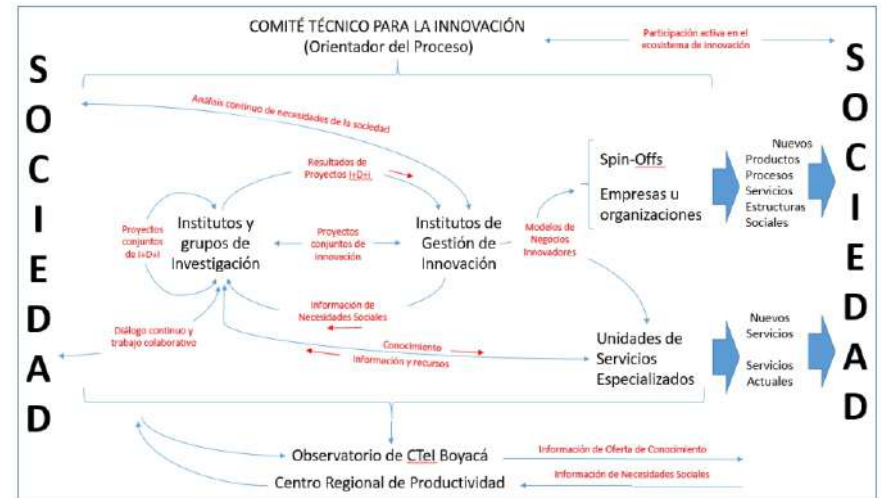 COMITÉ TÉCNICO PARA LA INNOVACIÓN
(Orientador del Proceso)
Participación activa en el
ecosistema de innovación
SOCIEDAD
SOCIEDAD
Análisis continuo de necesidades de la sociedad
Resultados de
Proyectos I+D+i
Spin-Offs
Empresas u
organizaciones
Nuevos
Productos
Procesos
Servicios
Estructuras
Sociales
Proyectos
conjuntos
de I+D+I
Institutos y
grupos de
Investigación
Proyectos
conjuntos de
innovación
Institutos de
Gestión de
Innovación
Modelos de
Negocios
Innovadores
Información de
Necesidades Sociales
Diálogo continuo y
trabajo colaborativo
Conocimiento
Información y recursos
Unidades de
Servicios
Especializados
Nuevos
Servicios
Servicios
Actuales
Observatorio de CTeI Boyacá
Información de Oferta de Conocimiento
Centro Regional de Productividad
Información de Necesidades Sociales